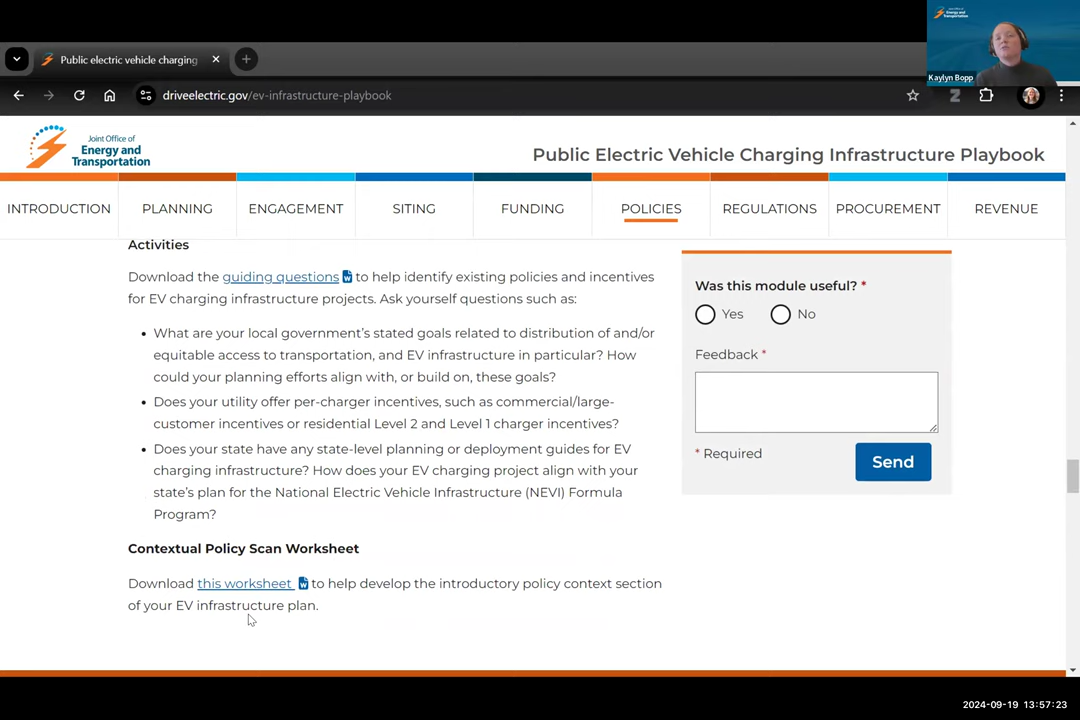 Joint Office of
Energy and
Transportation
Kaylyn Bopp
Public electric vehicle charging
driveelectric.gov/ev-infrastructure-playbook
Z
Joint Office of
Energy and
Transportation
Public Electric Vehicle Charging Infrastructure Playbook
INTRODUCTION
PLANNING
ENGAGEMENT
SITING
FUNDING
POLICIES
REGULATIONS
PROCUREMENT
REVENUE
Activities
Download the guiding questions to help identify existing policies and incentives
for EV charging infrastructure projects. Ask yourself questions such as:
• What are your local government's stated goals related to distribution of and/or
equitable access to transportation, and EV infrastructure in particular? How
could your planning efforts align with, or build on, these goals?
• Does your utility offer per-charger incentives, such as commercial/large-
customer incentives or residential Level 2 and Level 1 charger incentives?
• Does your state have any state-level planning or deployment guides for EV
charging infrastructure? How does your EV charging project align with your
state's plan for the National Electric Vehicle Infrastructure (NEVI) Formula
Program?
Contextual Policy Scan Worksheet
Download this worksheet to help develop the introductory policy context section
of your EV infrastructure plan.
Was this module useful? *
Yes
No
Feedback *
* Required
Send
2024-09-19 13:57:23